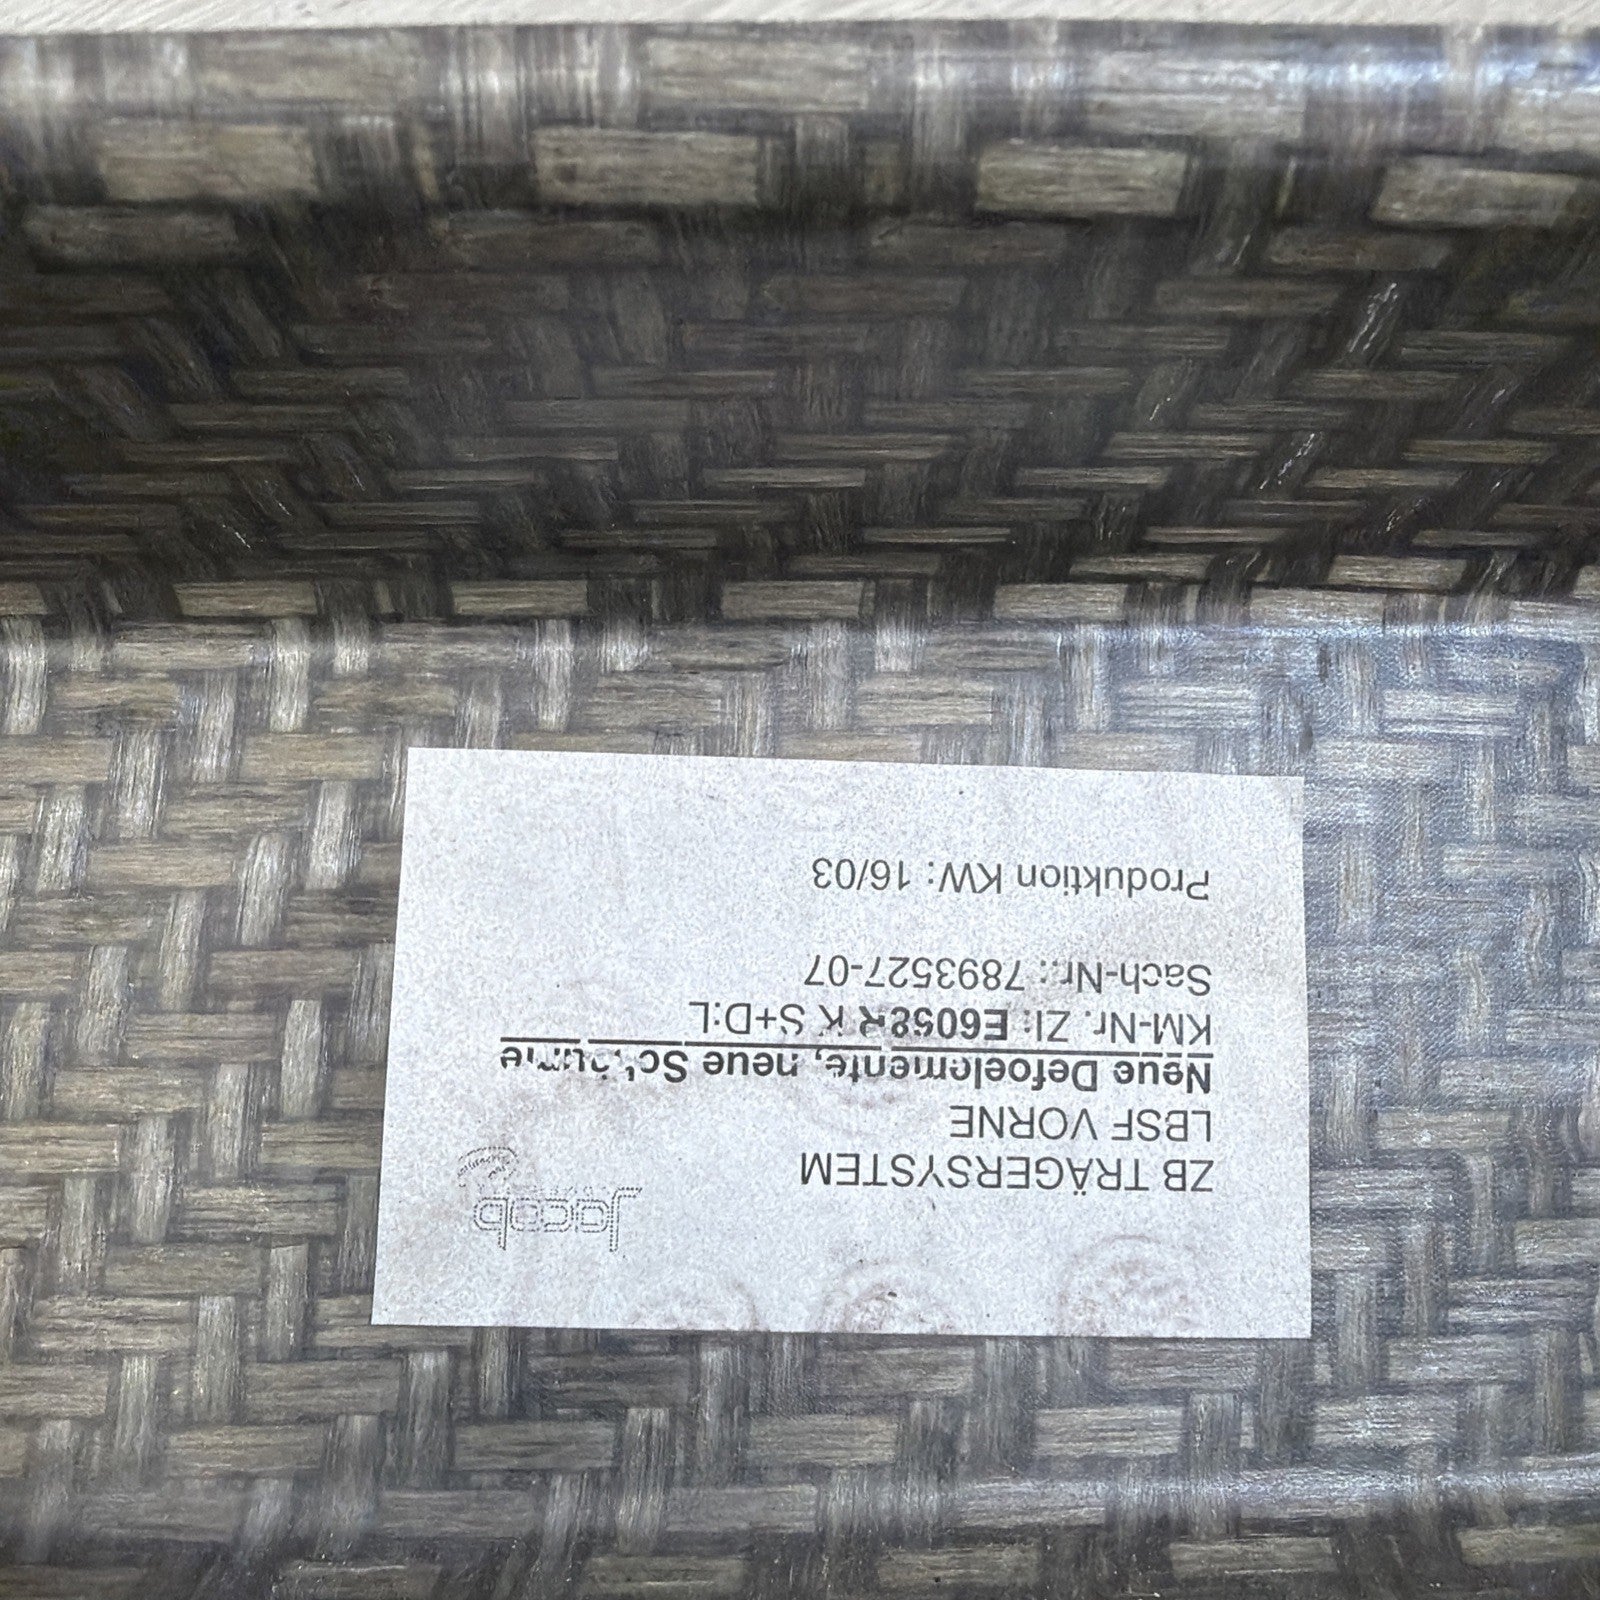 Jacob
ZB TRÄGERSYSTEM
LBSF VORNE
Neue Defoelemente, neue
KM-Nr. ZI: E6058 K S+D:L
Sach-Nr.: 7893527-07
Produktion KW: 16/03